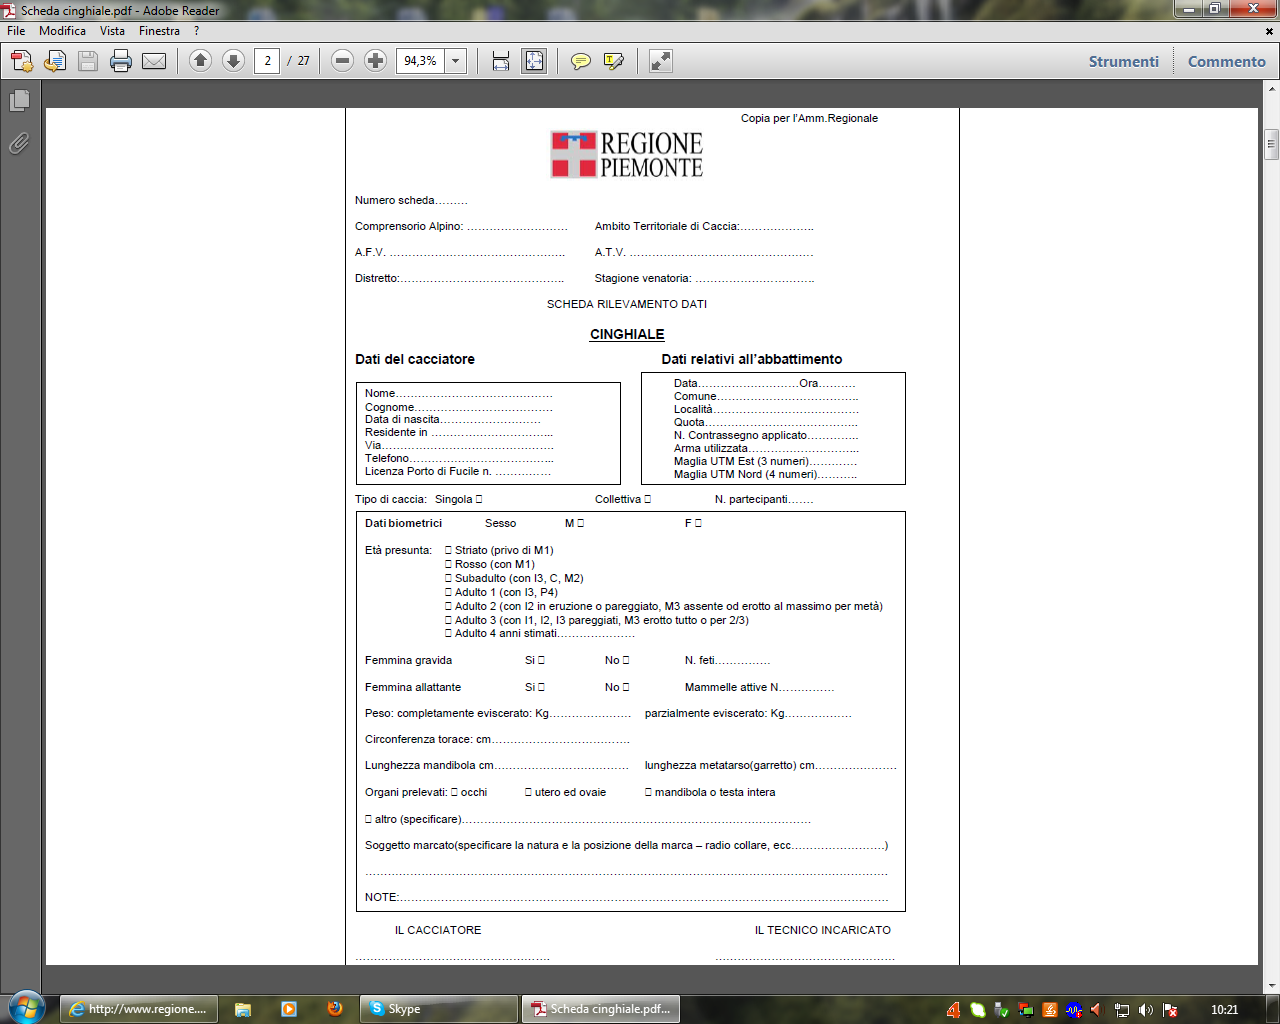 Scheda cinghiale.pdf - Adobe Reader
File Modifica Vista Finestra ?
2 / 27 94,3% Strumenti Commento
Copia per l'Amm.Regionale
REGIONE
PIEMONTE
Numero scheda.........
Comprensorio Alpino: ........................... Ambito Territoriale di Caccia:....................
A.F.V. ............................................... A.T.V. .................................................
Distretto:............................................ Stagione venatoria: ................................
SCHEDA RILEVAMENTO DATI
CINGHIALE
Dati del cacciatore Dati relativi all'abbattimento
Nome..........................................
Cognome.....................................
Data di nascita...........................
Residente in .................................
Via..............................................
Telefono.......................................
Licenza Porto di Fucile n. ...............
Data...........................Ora..........
Comune......................................
Località.......................................
Quota.........................................
N. Contrassegno applicato..............
Arma utilizzata.............................
Maglia UTM Est (3 numeri).............
Maglia UTM Nord (4 numeri)...........
Tipo di caccia: Singola □ Collettiva □ N. partecipanti.......
Dati biometrici Sesso M □ F □
Età presunta: □ Striato (privo di M1)
□ Rosso (con M1)
□ Subadulto (con I3, C, M2)
□ Adulto 1 (con I3, P4)
□ Adulto 2 (con I2 in eruzione o pareggiato, M3 assente od erotto al massimo per metà)
□ Adulto 3 (con I1, I2, I3 pareggiati, M3 erotto tutto o per 2/3)
□ Adulto 4 anni stimati.....................
Femmina gravida Si □ No □ N. feti...............
Femmina allattante Si □ No □ Mammelle attive N...............
Peso: completamente eviscerato: Kg...................... parzialmente eviscerato: Kg..................
Circonferenza torace: cm.....................................
Lunghezza mandibola cm.................................... lunghezza metatarso(garretto) cm......................
Organi prelevati: □ occhi □ utero ed ovaie □ mandibola o testa intera
□ altro (specificare)..............................................................................................
Soggetto marcato(specificare la natura e la posizione della marca – radio collare, ecc.........................)
............................................................................................................................................
NOTE:...................................................................................................................................
IL CACCIATORE IL TECNICO INCARICATO
.................................................... ................................................
http://www.regione.... Skype Scheda cinghiale.pdf... 10:21